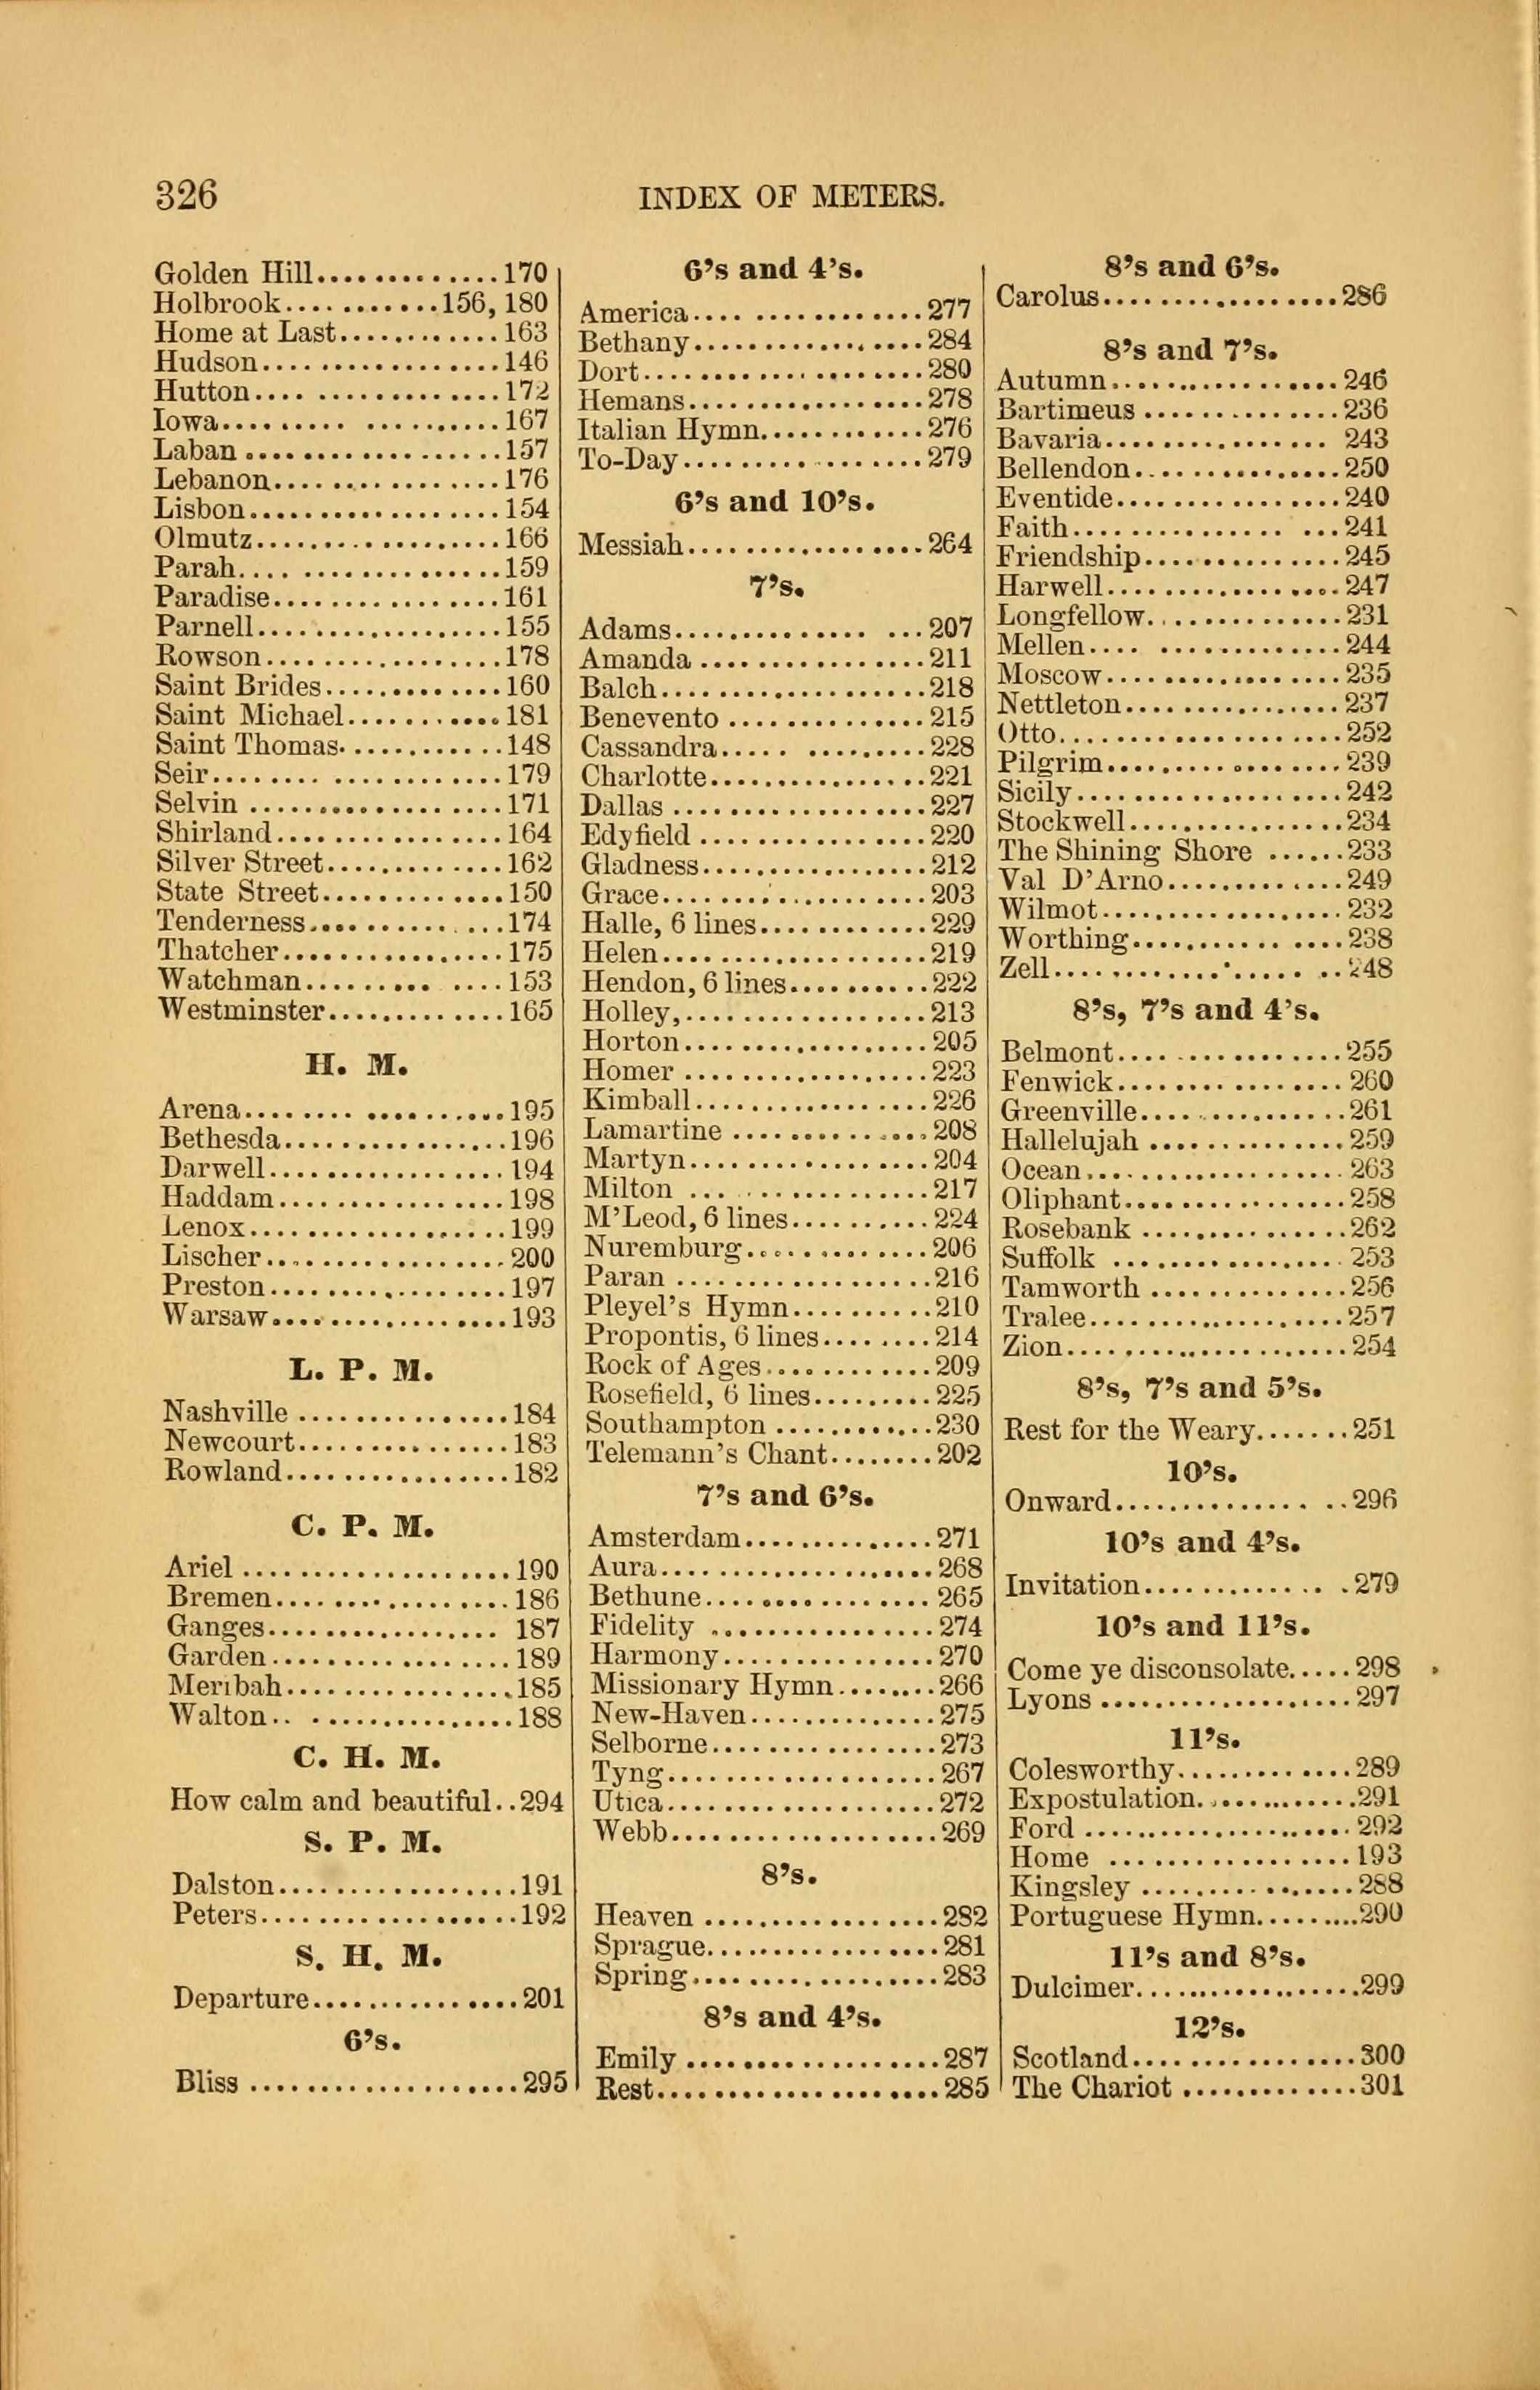 326
INDEX OF METERS.
Golden Hill..............170
Holbrook...........156, 180
Home at Last.............163
Hudson.................146
Hutton.................172
Iowa..................167
Laban..................157
Lebanon................176
Lisbon..................154
Olmutz.................166
Parah..................159
Paradise................161
Parnell.................155
Rowson.................178
Saint Brides.............160
Saint Michael............181
Saint Thomas............148
Seir...................179
Selvin..................171
Shirland................164
Silver Street.............162
State Street.............150
Tenderness..............174
Thatcher................175
Watchman..............153
Westminster.............165
H. M.
Arena..................195
Bethesda................196
Darwell.................194
Haddam................198
Lenox..................199
Lischer.................200
Preston.................197
Warsaw.................193
L. P. M.
Nashville...............184
Newcourt...............183
Rowland................182
C. P. M.
Ariel...................190
Bremen.................186
Ganges................. 187
Garden.................189
Meribah................185
Walton.................188
C. H. M.
How calm and beautiful..294
S. P. M.
Dalston.................191
Peters..................192
S. H. M.
Departure...............201
6's.
Bliss...................295
6's and 4's.
America................277
Bethany................284
Dort...................280
Hemans................278
Italian Hymn............276
To-Day.................279
6's and 10's.
Messiah.................264
7's.
Adams.................207
Amanda................211
Balch..................218
Benevento..............215
Cassandra..............228
Charlotte...............221
Dallas..................227
Edyfield................220
Gladness................212
Grace..................203
Halle, 6 lines............229
Helen..................219
Hendon, 6 lines..........222
Holley,.................213
Horton.................205
Homer.................223
Kimball................226
Lamartine..............208
Martyn.................204
Milton.................217
M'Leod, 6 lines..........224
Nuremburg.............206
Paran..................216
Pleyel's Hymn..........210
Propontis, 6 lines........214
Rock of Ages............209
Rosefield, 6 lines.........225
Southampton...........230
Telemann's Chant........202
7's and 6's.
Amsterdam.............271
Aura..................268
Bethune................265
Fidelity................274
Harmony...............270
Missionary Hymn........266
New-Haven.............275
Selborne................273
Tyng..................267
Utica..................272
Webb..................269
8's.
Heaven................282
Sprague................281
Spring.................283
8's and 4's.
Emily..................287
Rest...................285
8's and 6's.
Carolus.................286
8's and 7's.
Autumn................246
Bartimeus..............236
Bavaria................ 243
Bellendon..............250
Eventide................240
Faith..................241
Friendship..............245
Harwell................247
Longfellow..............231
Mellen.................244
Moscow................235
Nettleton...............237
Otto...................252
Pilgrim.................239
Sicily..................242
Stockwell...............234
The Shining Shore......233
Val D'Arno............249
Wilmot.................232
Worthing...............238
Zell...................248
8's, 7's and 4's.
Belmont................255
Fenwick................ 260
Greenville..............261
Hallelujah..............259
Ocean..................263
Oliphant................258
Rosebank..............262
Suffolk.................253
Tamworth..............256
Tralee.................257
Zion...................254
8's, 7's and 5's.
Rest for the Weary.......251
10's.
Onward................296
10's and 4's.
Invitation...............279
10's and 11's.
Come ye disconsolate.....298
Lyons..................297
11's.
Colesworthy.............289
Expostulation............291
Ford...................292
Home..................193
Kingsley...............288
Portuguese Hymn.........290
11's and 8's.
Dulcimer................299
12's.
Scotland................300
The Chariot.............301